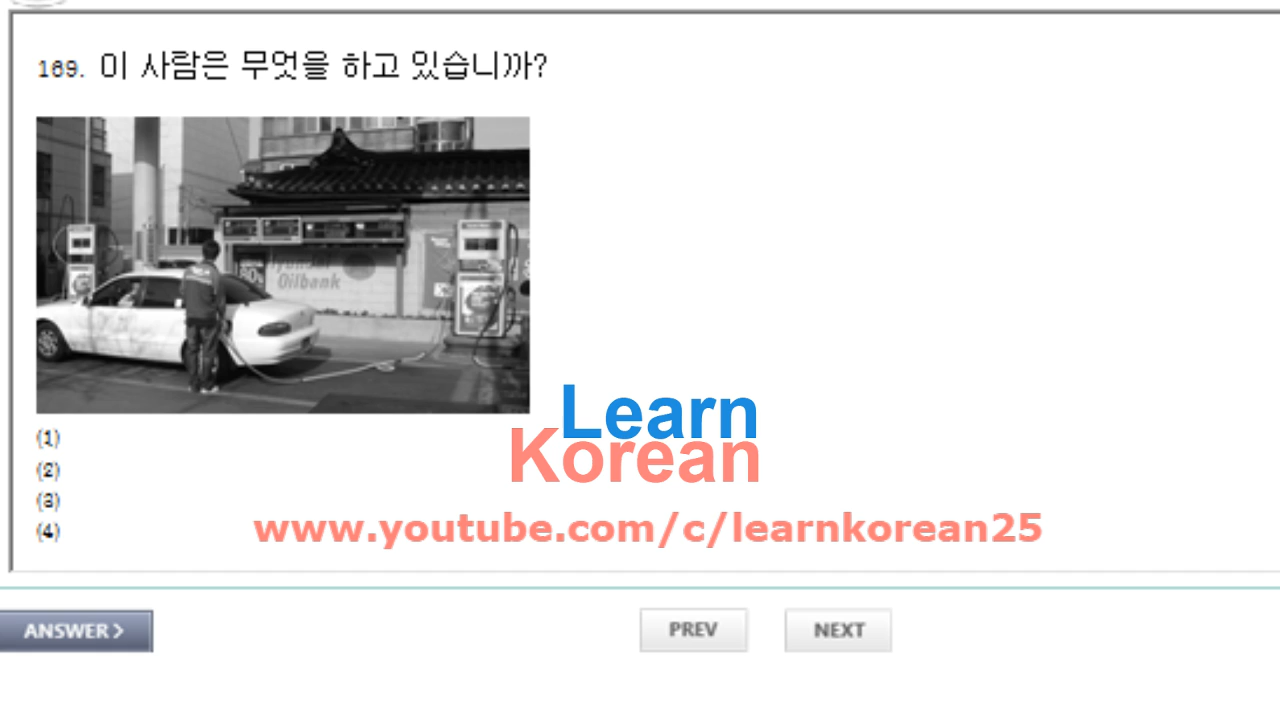 169. 이 사람은 무엇을 하고 있습니까?
Oilbank
(1)
(2)
(3)
(4)
Learn
Korean
www.youtube.com/c/learnkorean25
ANSWER >
PREV
NEXT